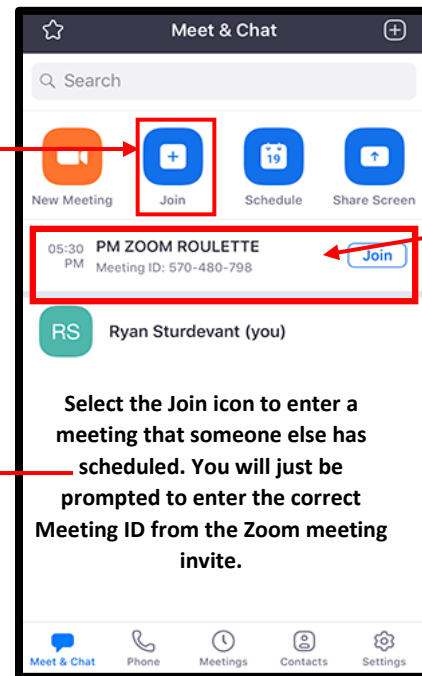 Meet & Chat
Search
19
New Meeting Join Schedule Share Screen
05:30 PM ZOOM ROULETTE
PM Meeting ID: 570-480-798
Join
RS Ryan Sturdevant (you)
Select the Join icon to enter a
meeting that someone else has
scheduled. You will just be
prompted to enter the correct
Meeting ID from the Zoom meeting
invite.
Meet & Chat Phone Meetings Contacts Settings